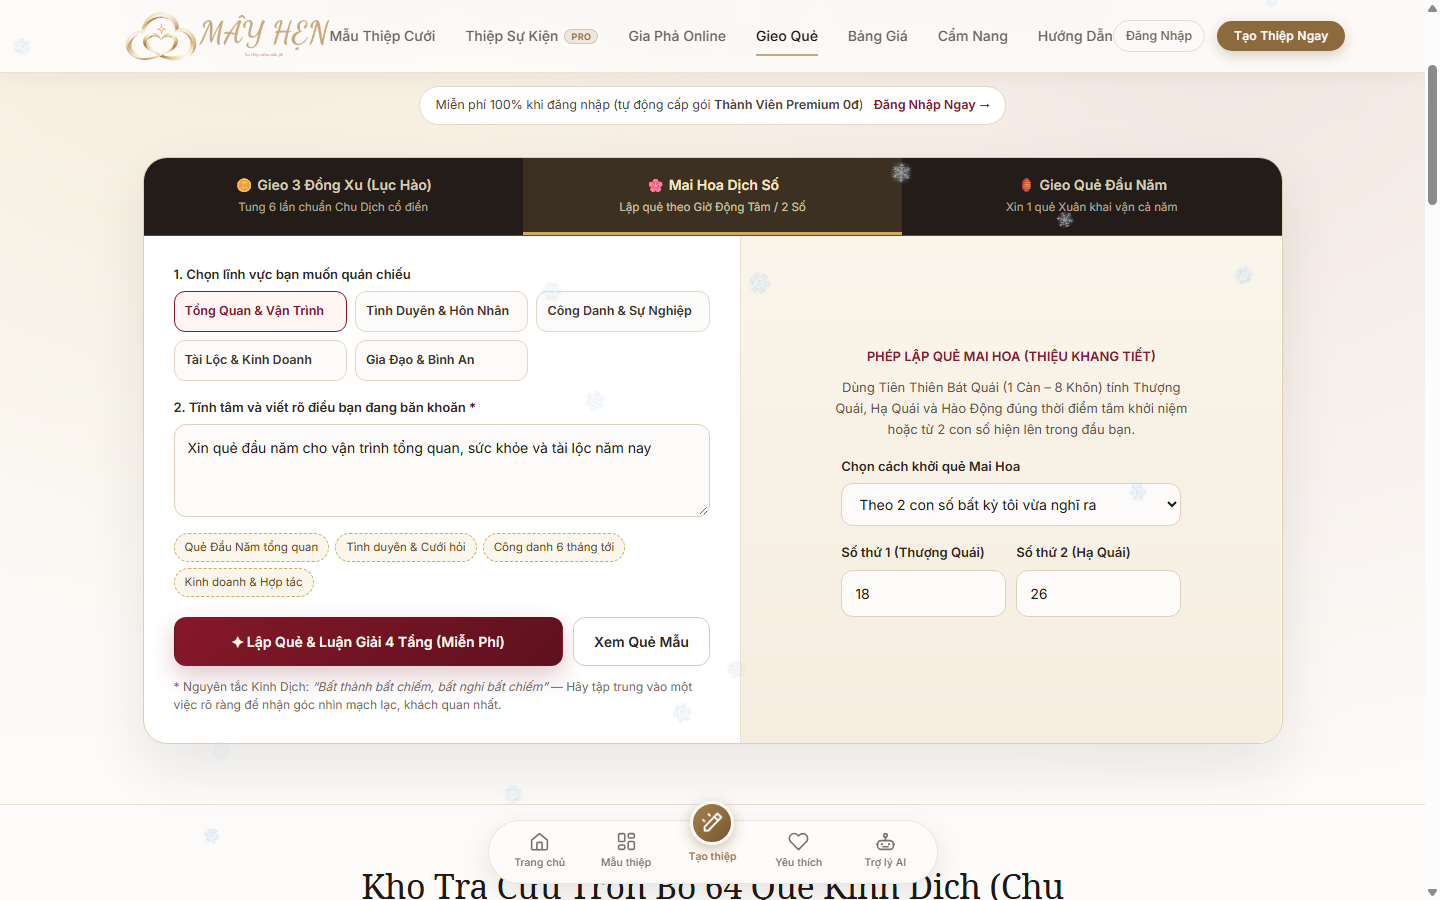 MÂY HẸN
Mẫu Thiệp Cưới
Thiệp Sự Kiện PRO
Gia Phả Online
Gieo Quẻ
Bảng Giá
Cẩm Nang
Hướng Dẫn
Đăng Nhập
Tạo Thiệp Ngay
Miễn phí 100% khi đăng nhập (tự động cấp gói Thành Viên Premium 0đ) Đăng Nhập Ngay →
Gieo 3 Đồng Xu (Lục Hào)
Tung 6 lần chuẩn Chu Dịch cổ điển
Mai Hoa Dịch Số
Lập quẻ theo Giờ Động Tâm / 2 Số
Gieo Quẻ Đầu Năm
Xin 1 quẻ Xuân khai vận cả năm
1. Chọn lĩnh vực bạn muốn quán chiếu
Tổng Quan & Vận Trình
Tình Duyên & Hôn Nhân
Công Danh & Sự Nghiệp
Tài Lộc & Kinh Doanh
Gia Đạo & Bình An
2. Tĩnh tâm và viết rõ điều bạn đang băn khoăn *
Xin quẻ đầu năm cho vận trình tổng quan, sức khỏe và tài lộc năm nay
Quẻ Đầu Năm tổng quan
Tình duyên & Cưới hỏi
Công danh 6 tháng tới
Kinh doanh & Hợp tác
✦ Lập Quẻ & Luận Giải 4 Tầng (Miễn Phí)
Xem Quẻ Mẫu
* Nguyên tắc Kinh Dịch: “Bất thành bất chiếm, bất nghi bất chiếm” — Hãy tập trung vào một
việc rõ ràng để nhận góc nhìn mạch lạc, khách quan nhất.
PHÉP LẬP QUẺ MAI HOA (THIỆU KHANG TIẾT)
Dùng Tiên Thiên Bát Quái (1 Càn – 8 Khôn) tính Thượng
Quái, Hạ Quái và Hào Động đúng thời điểm tâm khởi niệm
hoặc từ 2 con số hiện lên trong đầu bạn.
Chọn cách khởi quẻ Mai Hoa
Theo 2 con số bất kỳ tôi vừa nghĩ ra
Số thứ 1 (Thượng Quái)
Số thứ 2 (Hạ Quái)
18
26
Trang chủ
Mẫu thiệp
Tạo thiệp
Yêu thích
Trợ lý AI
Kho Tra Cứu Trọn Bộ 64 Quẻ Kinh Dịch (Chu